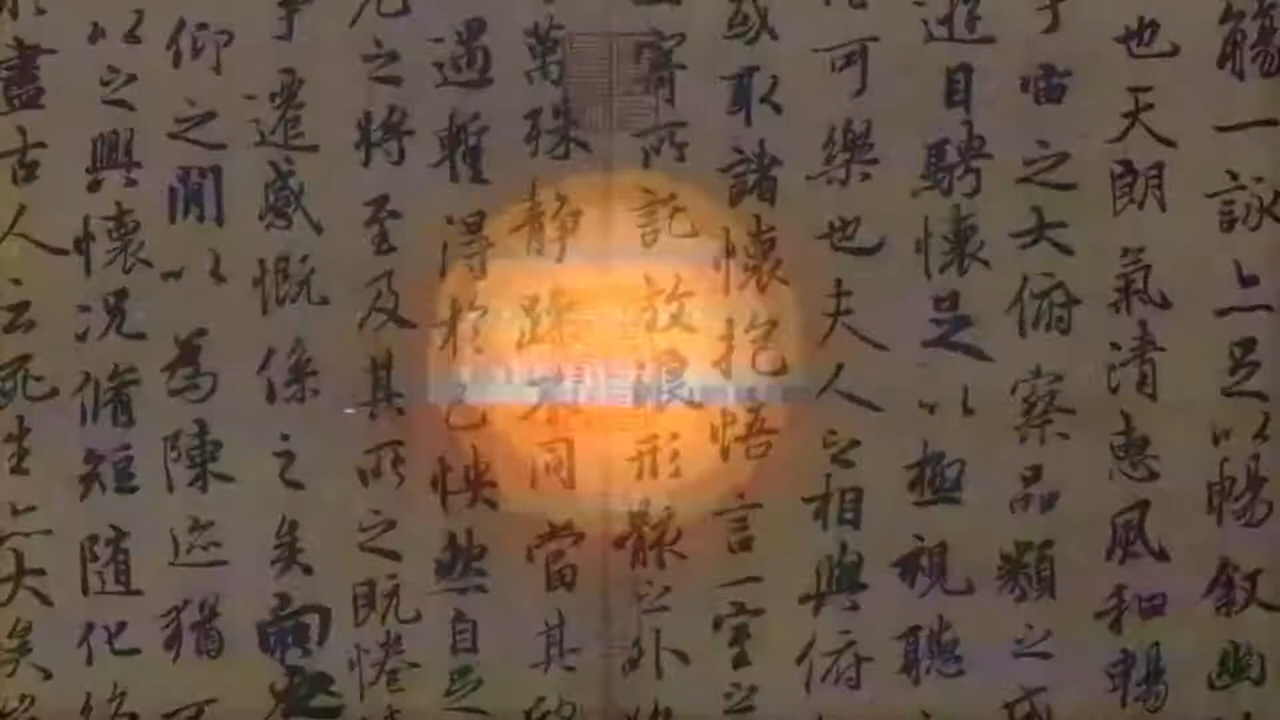 觴一詠亦足以暢敘幽
也天朗氣清惠風和暢
宙之大俯察品類之盛
遊目騁懷足以極視聽
可樂也夫人之相與俯
或取諸懷抱悟言一室之
寄所託放浪形骸之外
萬殊靜躁不同當其欣
遇暫得於己怏然自足
之將至及其所之既惓
遷感慨係之矣向之
仰之間以為陳迹猶
以之興懷況脩短隨化終
盡古人云死生亦大矣